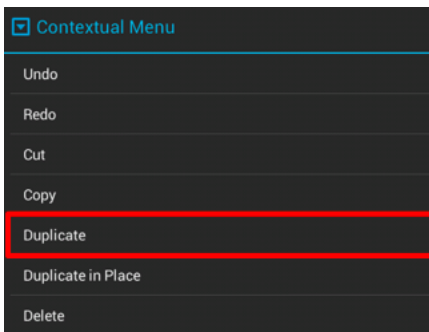 Contextual Menu
Undo
Redo
Cut
Copy
Duplicate
Duplicate in Place
Delete